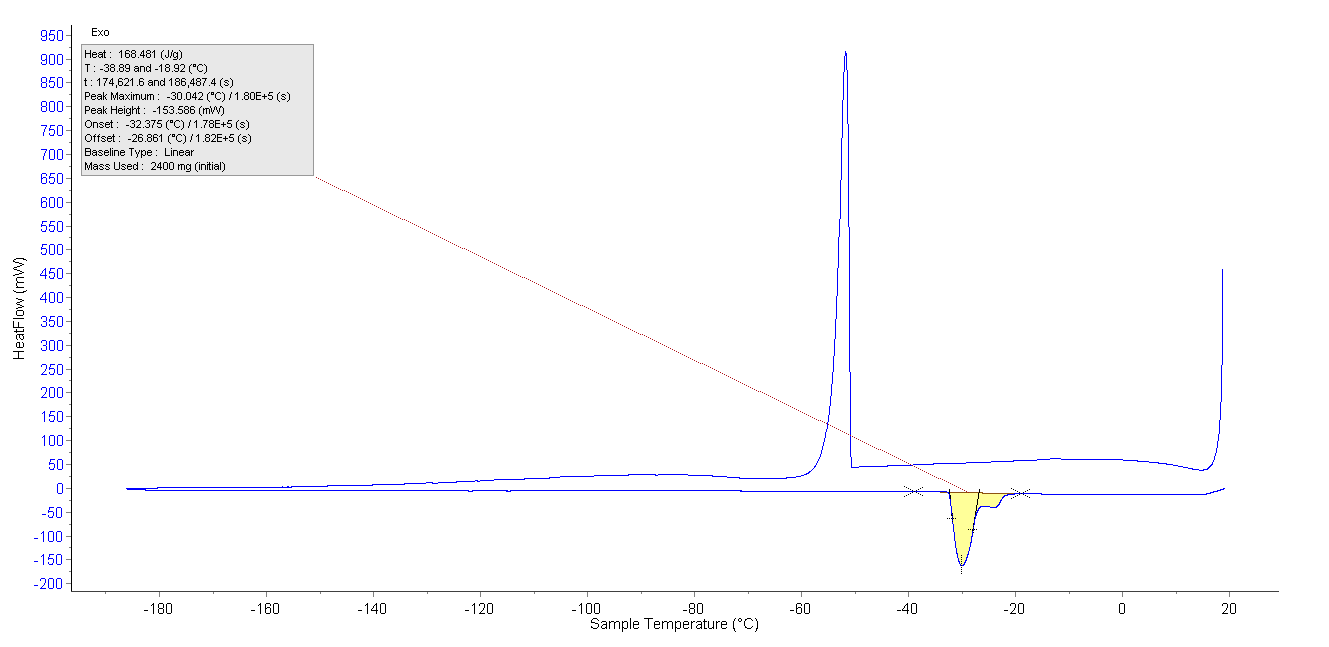 Exo
Heat : 168.481 (J/g)
T : -38.89 and -18.92 (°C)
t : 174,621.6 and 186,487.4 (s)
Peak Maximum : -30.042 (°C) / 1.80E+5 (s)
Peak Height : -153.586 (mW)
Onset : -32.375 (°C) / 1.78E+5 (s)
Offset : -26.861 (°C) / 1.82E+5 (s)
Baseline Type : Linear
Mass Used : 2400 mg (initial)
950
900
850
800
750
700
650
600
550
500
450
400
350
300
250
200
150
100
50
0
-50
-100
-150
-200
HeatFlow (mW)
-180 -160 -140 -120 -100 -80 -60 -40 -20 0 20
Sample Temperature (°C)